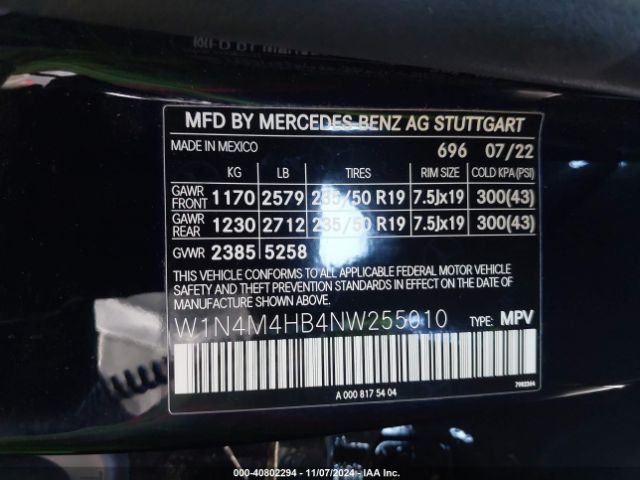 MFD BY MERCEDES-BENZ AG STUTTGART
MADE IN MEXICO 696 07/22
KG LB TIRES RIM SIZE COLD KPA(PSI)
GAWR FRONT 1170 2579 235/50 R19 7.5Jx19 300(43)
GAWR REAR 1230 2712 235/50 R19 7.5Jx19 300(43)
GVWR 2385 5258
THIS VEHICLE CONFORMS TO ALL APPLICABLE FEDERAL MOTOR VEHICLE
SAFETY AND THEFT PREVENTION STANDARDS IN EFFECT ON THE DATE
OF MANUFACTURE SHOWN ABOVE.
W1N4M4HB4NW255010 TYPE: MPV
A 000 817 54 04
000-40802294 - 11/07/2024 - IAA Inc.